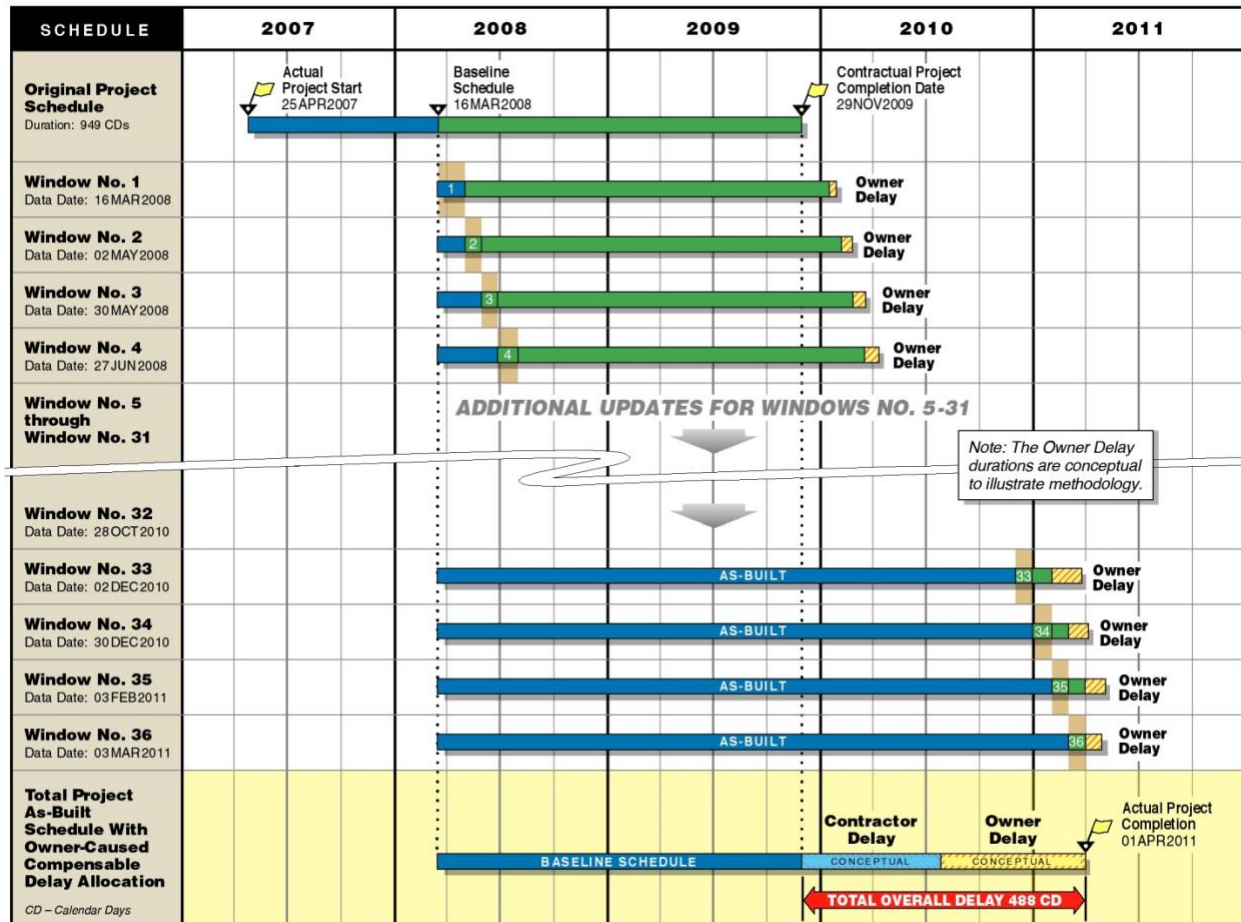 SCHEDULE
2007 2008 2009 2010 2011
Original Project
Schedule
Duration: 949 CDs
Actual
Project Start
25APR2007
Baseline
Schedule
16MAR2008
Contractual Project
Completion Date
29NOV2009
Window No. 1
Data Date: 16MAR2008
1
Owner
Delay
Window No. 2
Data Date: 02MAY2008
2
Owner
Delay
Window No. 3
Data Date: 30MAY2008
3
Owner
Delay
Window No. 4
Data Date: 27JUN2008
4
Owner
Delay
Window No. 5
through
Window No. 31
ADDITIONAL UPDATES FOR WINDOWS NO. 5-31
Note: The Owner Delay
durations are conceptual
to illustrate methodology.
Window No. 32
Data Date: 28OCT2010
Window No. 33
Data Date: 02DEC2010
AS-BUILT
33
Owner
Delay
Window No. 34
Data Date: 30DEC2010
AS-BUILT
34
Owner
Delay
Window No. 35
Data Date: 03FEB2011
AS-BUILT
35
Owner
Delay
Window No. 36
Data Date: 03MAR2011
AS-BUILT
36
Owner
Delay
Total Project
As-Built
Schedule With
Owner-Caused
Compensable
Delay Allocation
CD – Calendar Days
Contractor
Delay
Owner
Delay
Actual Project
Completion
01APR2011
BASELINE SCHEDULE
CONCEPTUAL
CONCEPTUAL
TOTAL OVERALL DELAY 488 CD